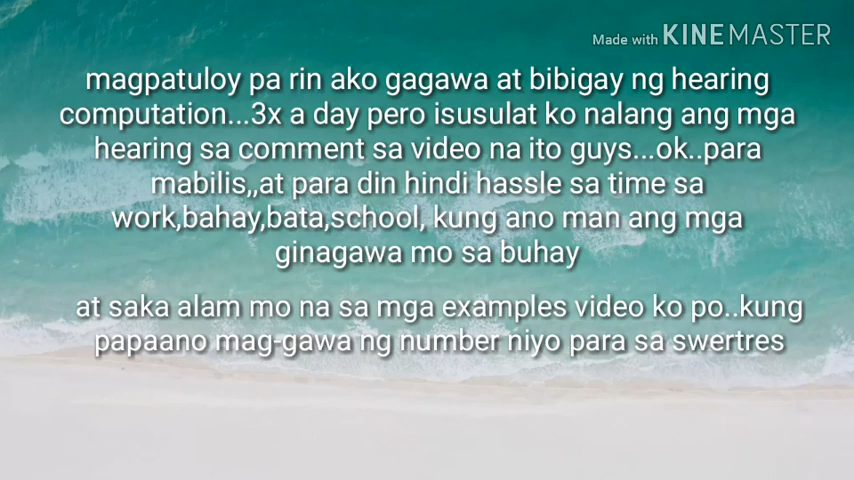 Made with KINEMASTER
magpatuloy pa rin ako gagawa at bibigay ng hearing
computation...3x a day pero isusulat ko nalang ang mga
hearing sa comment sa video na ito guys...ok..para
mabilis,,at para din hindi hassle sa time sa
work,bahay,bata,school, kung ano man ang mga
ginagawa mo sa buhay
at saka alam mo na sa mga examples video ko po..kung
papaano mag-gawa ng number niyo para sa swertres